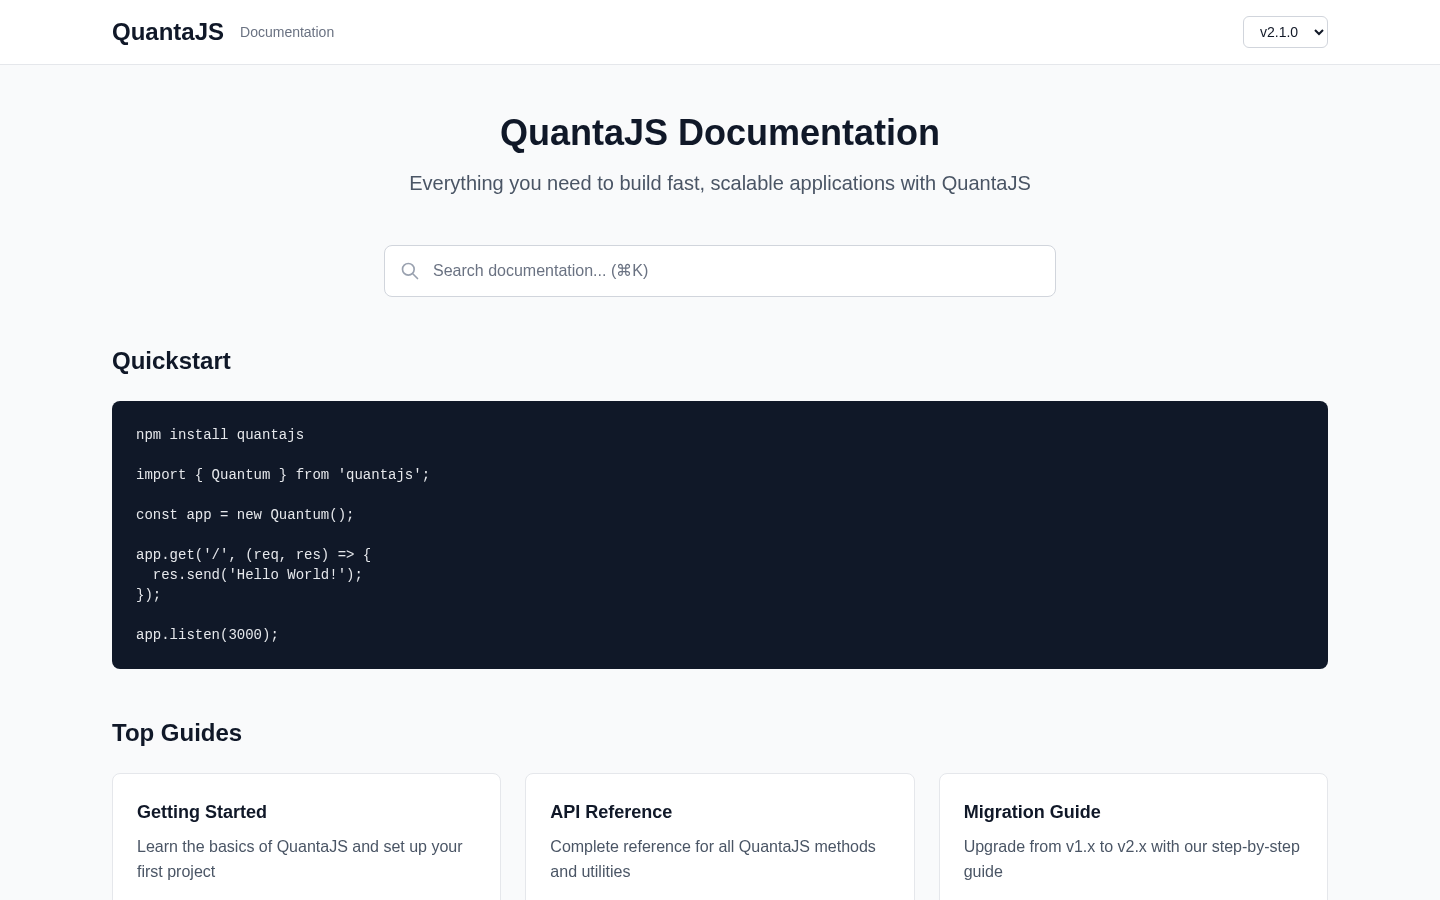 QuantaJS Documentation v2.1.0
QuantaJS Documentation
Everything you need to build fast, scalable applications with QuantaJS
Search documentation... (⌘K)
Quickstart
npm install quantajs
import { Quantum } from 'quantajs';
const app = new Quantum();
app.get('/', (req, res) => {
  res.send('Hello World!');
});
app.listen(3000);
Top Guides
Getting Started
Learn the basics of QuantaJS and set up your
first project
API Reference
Complete reference for all QuantaJS methods
and utilities
Migration Guide
Upgrade from v1.x to v2.x with our step-by-step
guide